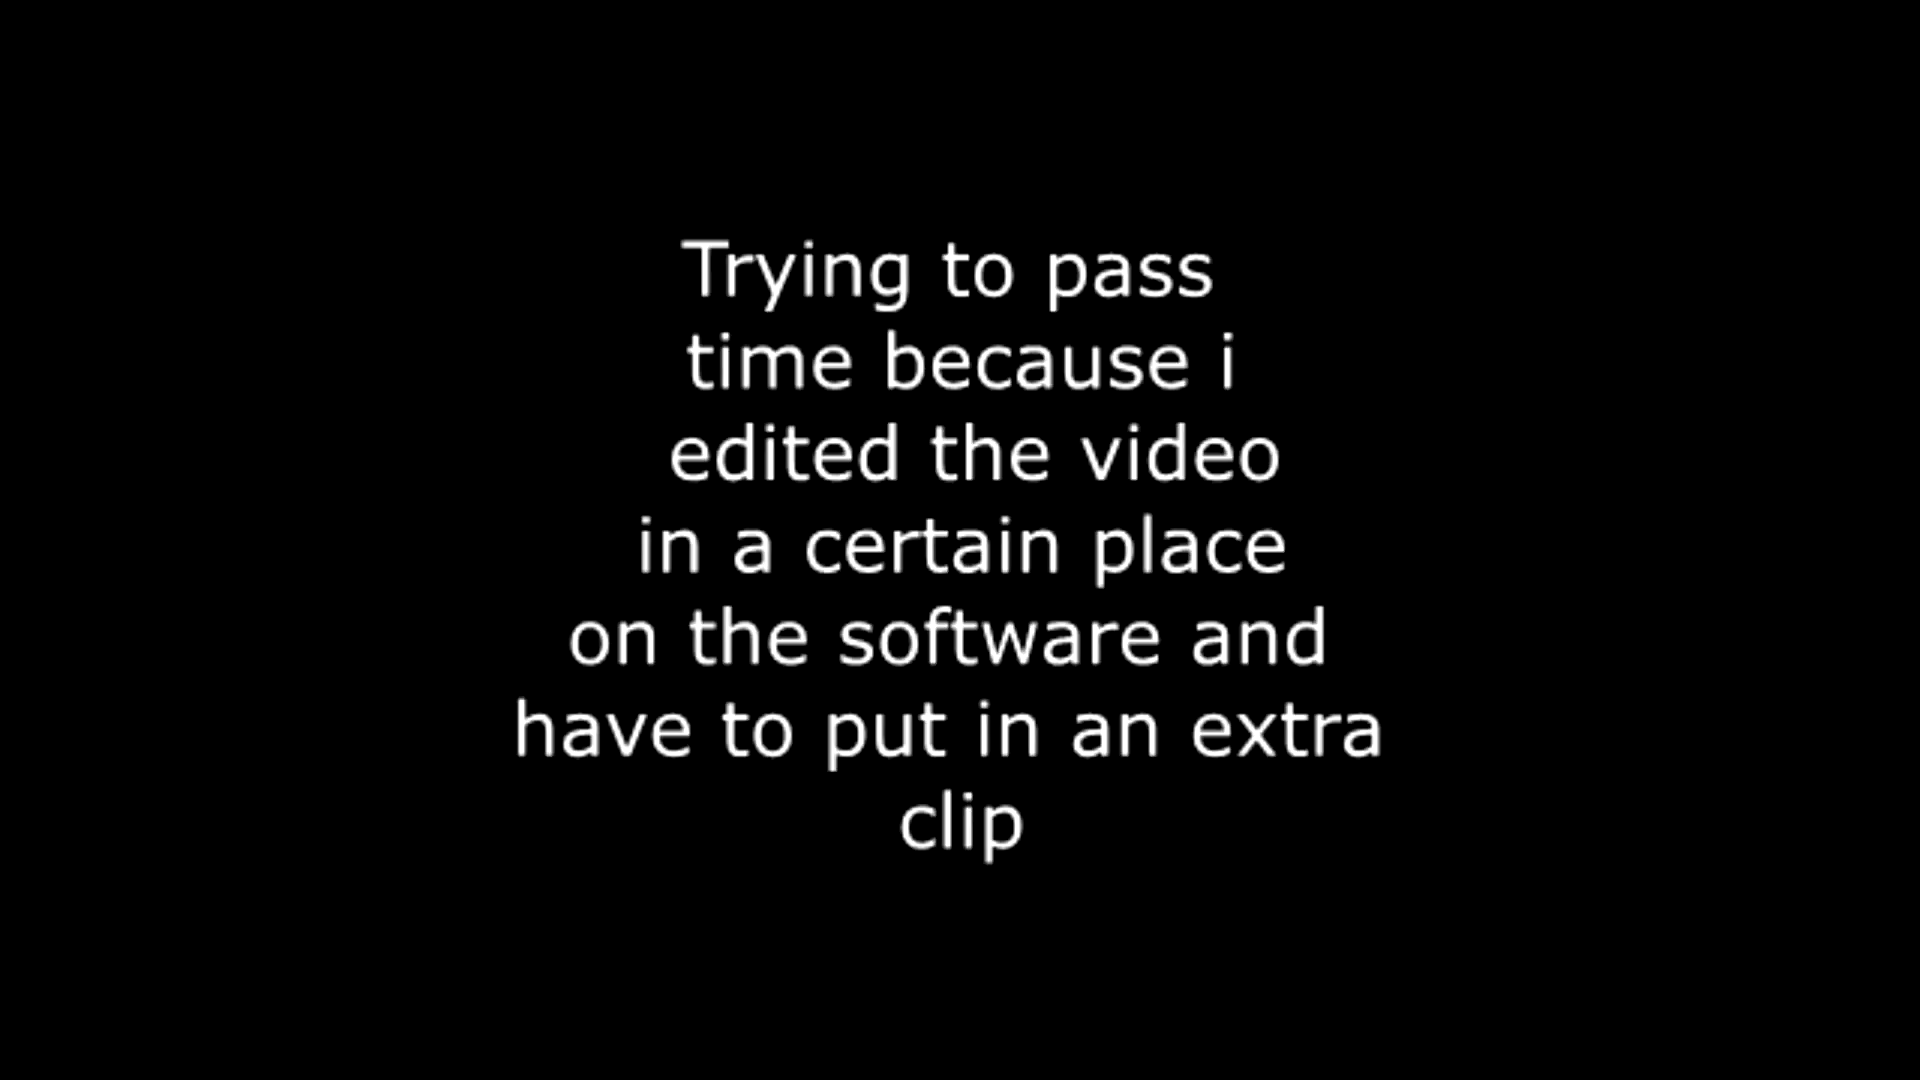 Trying to pass
time because i
edited the video
in a certain place
on the software and
have to put in an extra
clip